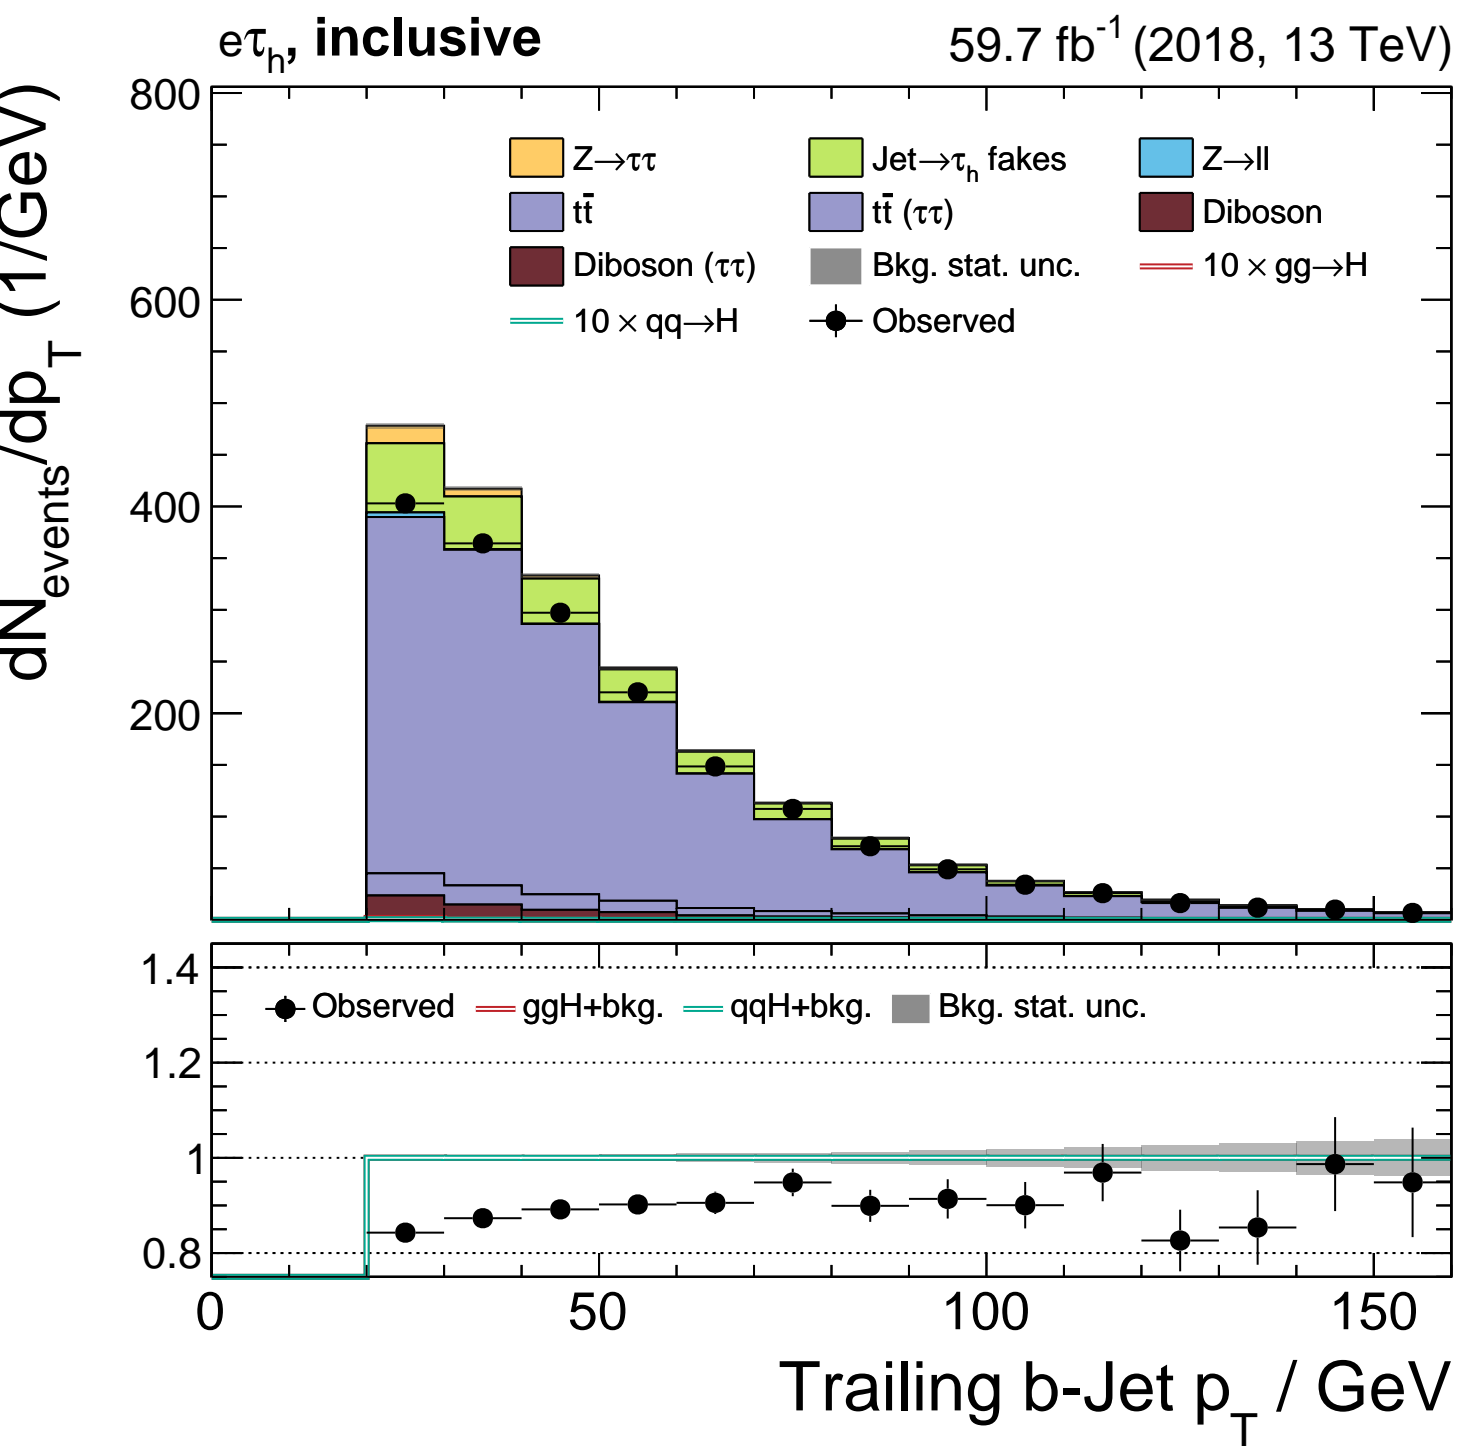 eτh, inclusive 59.7 fb-1 (2018, 13 TeV)
dNevents/dpT (1/GeV)
800
600
400
200
Z→ττ Jet→τh fakes Z→ll
tt̄ tt̄ (ττ) Diboson
Diboson (ττ) Bkg. stat. unc. 10 × gg→H
10 × qq→H Observed
1.4
1.2
1
0.8
Observed ggH+bkg. qqH+bkg. Bkg. stat. unc.
0 50 100 150
Trailing b-Jet pT / GeV